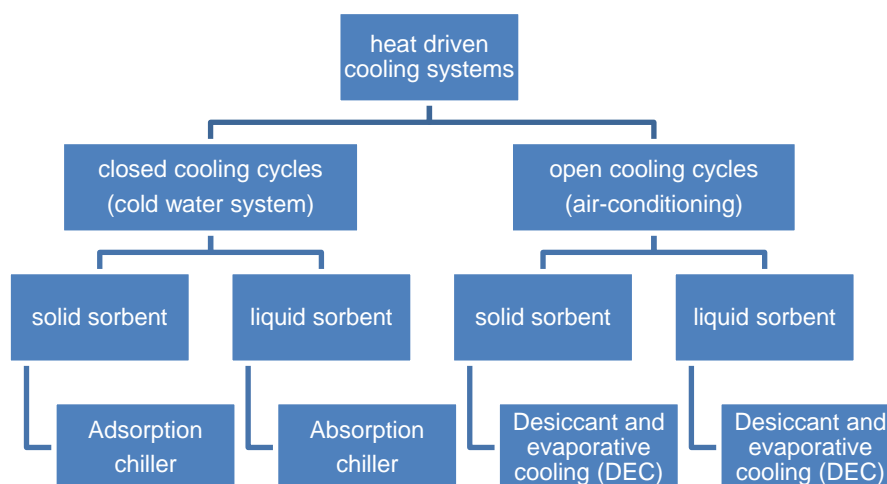 heat driven
cooling systems
closed cooling cycles
(cold water system)
open cooling cycles
(air-conditioning)
solid sorbent
liquid sorbent
solid sorbent
liquid sorbent
Adsorption
chiller
Absorption
chiller
Desiccant and
evaporative
cooling (DEC)
Desiccant and
evaporative
cooling (DEC)